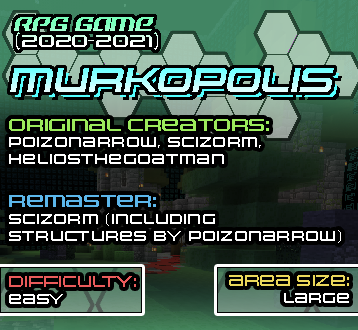 RPG GAME
(2020-2021)
MURKOPOLIS
ORIGINAL CREATORS:
POIZONARROW, SCIZORM,
HELIOSTHEGOATMAN
REMASTER:
SCIZORM (INCLUDING
STRUCTURES BY POIZONARROW)
DIFFICULTY:
EASY
AREA SIZE:
LARGE